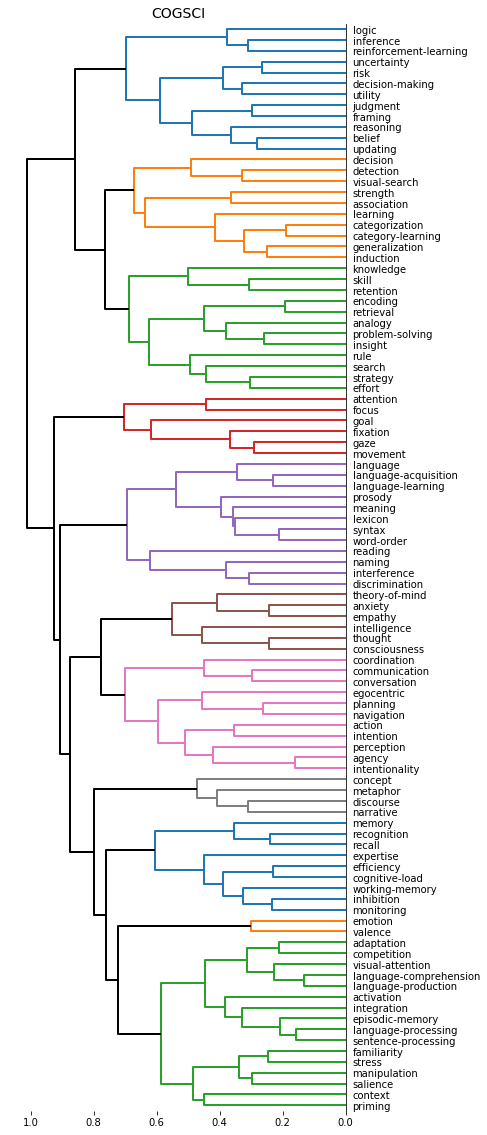 COGSCI
logic
inference
reinforcement-learning
uncertainty
risk
decision-making
utility
judgment
framing
reasoning
belief
updating
decision
detection
visual-search
strength
association
learning
categorization
category-learning
generalization
induction
knowledge
skill
retention
encoding
retrieval
analogy
problem-solving
insight
rule
search
strategy
effort
attention
focus
goal
fixation
gaze
movement
language
language-acquisition
language-learning
prosody
meaning
lexicon
syntax
word-order
reading
naming
interference
discrimination
theory-of-mind
anxiety
empathy
intelligence
thought
consciousness
coordination
communication
conversation
egocentric
planning
navigation
action
intention
perception
agency
intentionality
concept
metaphor
discourse
narrative
memory
recognition
recall
expertise
efficiency
cognitive-load
working-memory
inhibition
monitoring
emotion
valence
adaptation
competition
visual-attention
language-comprehension
language-production
activation
integration
episodic-memory
language-processing
sentence-processing
familiarity
stress
manipulation
salience
context
priming
1.0 0.8 0.6 0.4 0.2 0.0